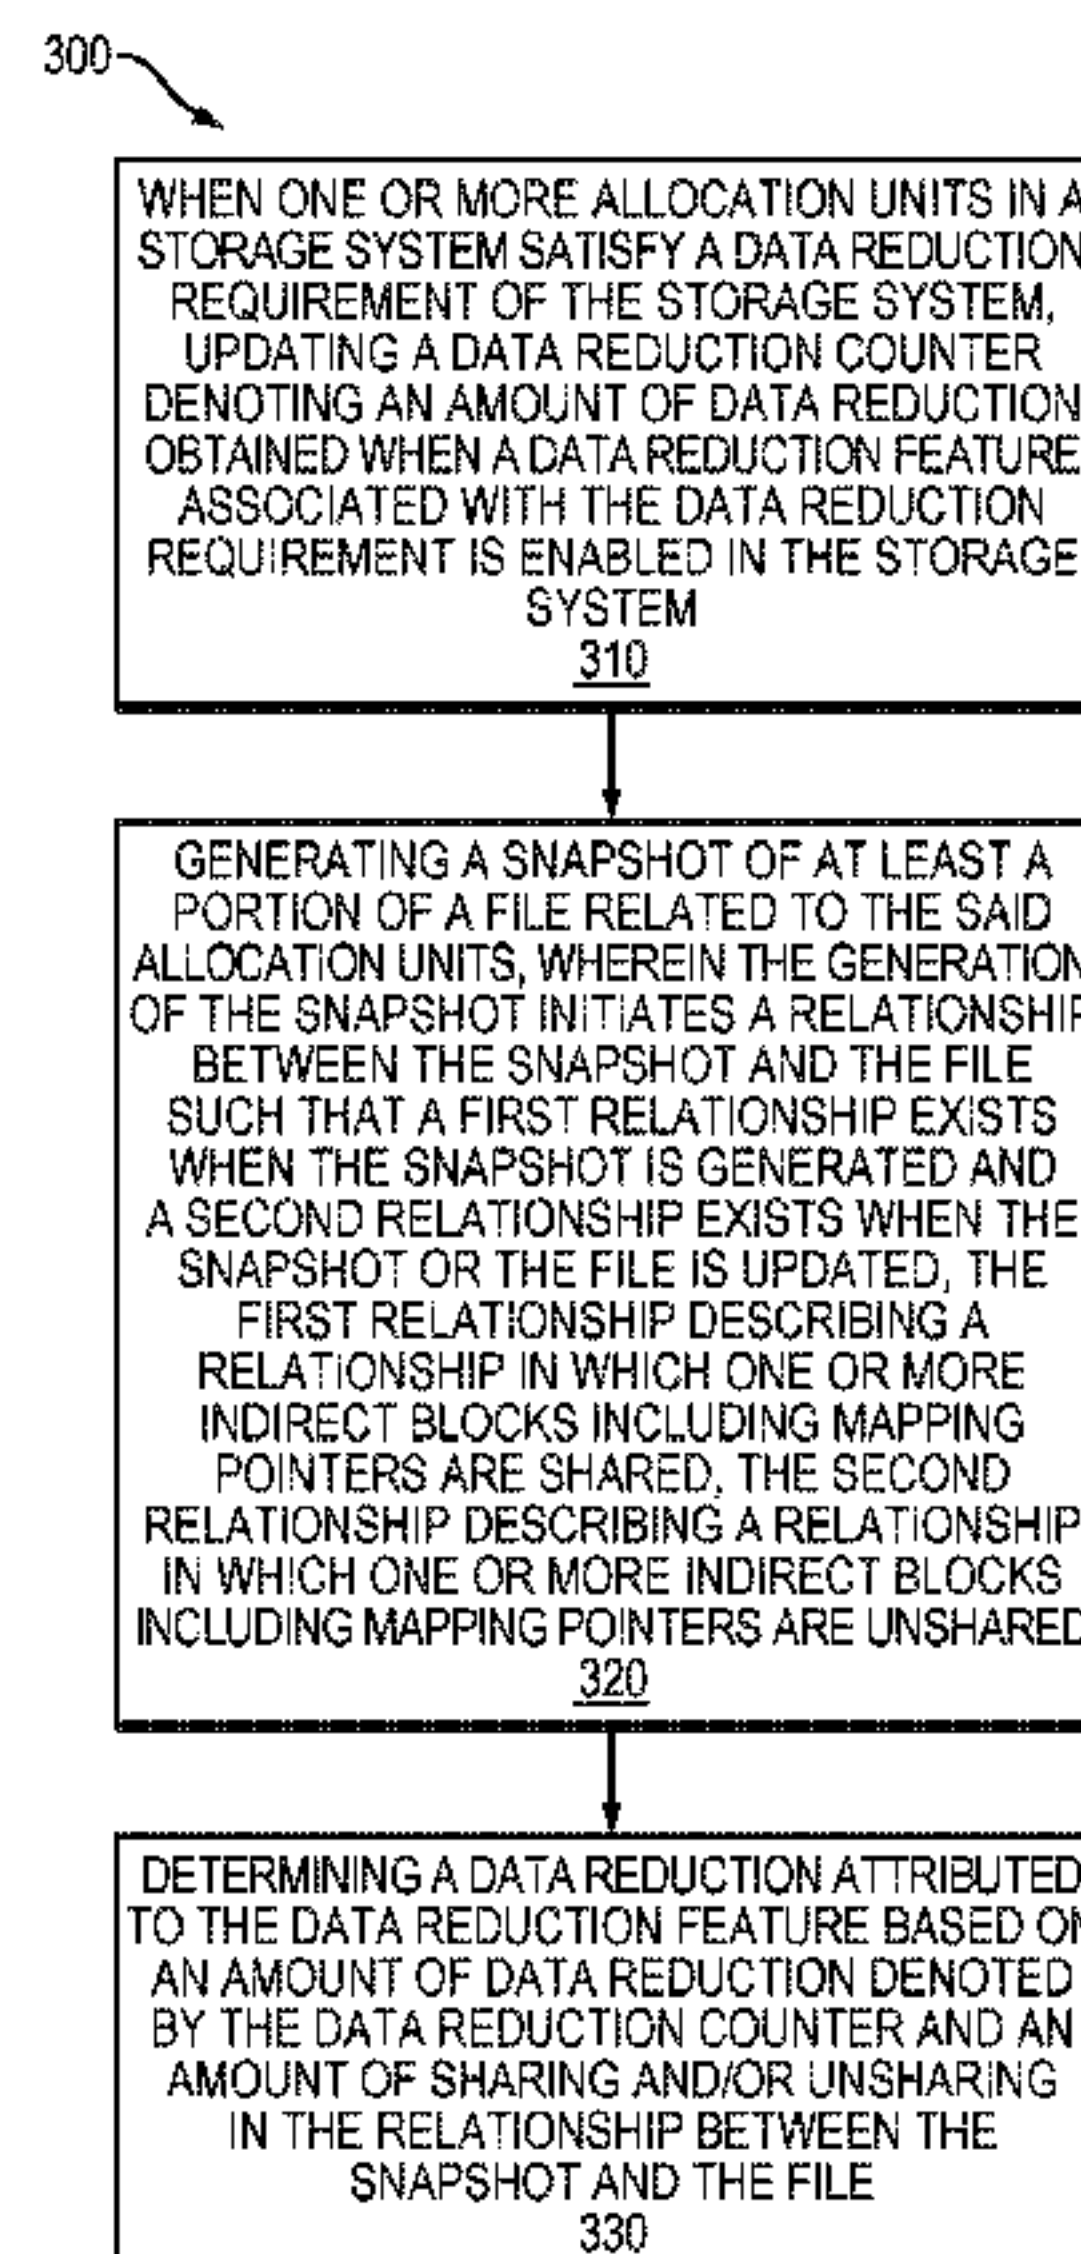 300
WHEN ONE OR MORE ALLOCATION UNITS IN A
STORAGE SYSTEM SATISFY A DATA REDUCTION
REQUIREMENT OF THE STORAGE SYSTEM,
UPDATING A DATA REDUCTION COUNTER
DENOTING AN AMOUNT OF DATA REDUCTION
OBTAINED WHEN A DATA REDUCTION FEATURE
ASSOCIATED WITH THE DATA REDUCTION
REQUIREMENT IS ENABLED IN THE STORAGE
SYSTEM
310
GENERATING A SNAPSHOT OF AT LEAST A
PORTION OF A FILE RELATED TO THE SAID
ALLOCATION UNITS, WHEREIN THE GENERATION
OF THE SNAPSHOT INITIATES A RELATIONSHIP
BETWEEN THE SNAPSHOT AND THE FILE
SUCH THAT A FIRST RELATIONSHIP EXISTS
WHEN THE SNAPSHOT IS GENERATED AND
A SECOND RELATIONSHIP EXISTS WHEN THE
SNAPSHOT OR THE FILE IS UPDATED, THE
FIRST RELATIONSHIP DESCRIBING A
RELATIONSHIP IN WHICH ONE OR MORE
INDIRECT BLOCKS INCLUDING MAPPING
POINTERS ARE SHARED, THE SECOND
RELATIONSHIP DESCRIBING A RELATIONSHIP
IN WHICH ONE OR MORE INDIRECT BLOCKS
INCLUDING MAPPING POINTERS ARE UNSHARED
320
DETERMINING A DATA REDUCTION ATTRIBUTED
TO THE DATA REDUCTION FEATURE BASED ON
AN AMOUNT OF DATA REDUCTION DENOTED
BY THE DATA REDUCTION COUNTER AND AN
AMOUNT OF SHARING AND/OR UNSHARING
IN THE RELATIONSHIP BETWEEN THE
SNAPSHOT AND THE FILE
330